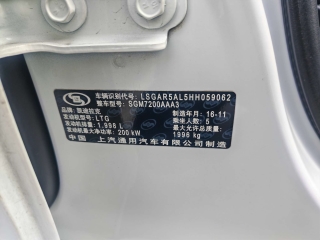 车辆识别代号: LSGAR5AL5HH059062
整车型号: SGM7200AAA3
品牌: 凯迪拉克 制造年月: 16-11
发动机型号: LTG 乘坐人数: 5
发动机排量: 1.998 L 最大允许总质量:
发动机最大净功率: 200 kW 1996 kg
中国 上汽通用汽车有限公司 制造